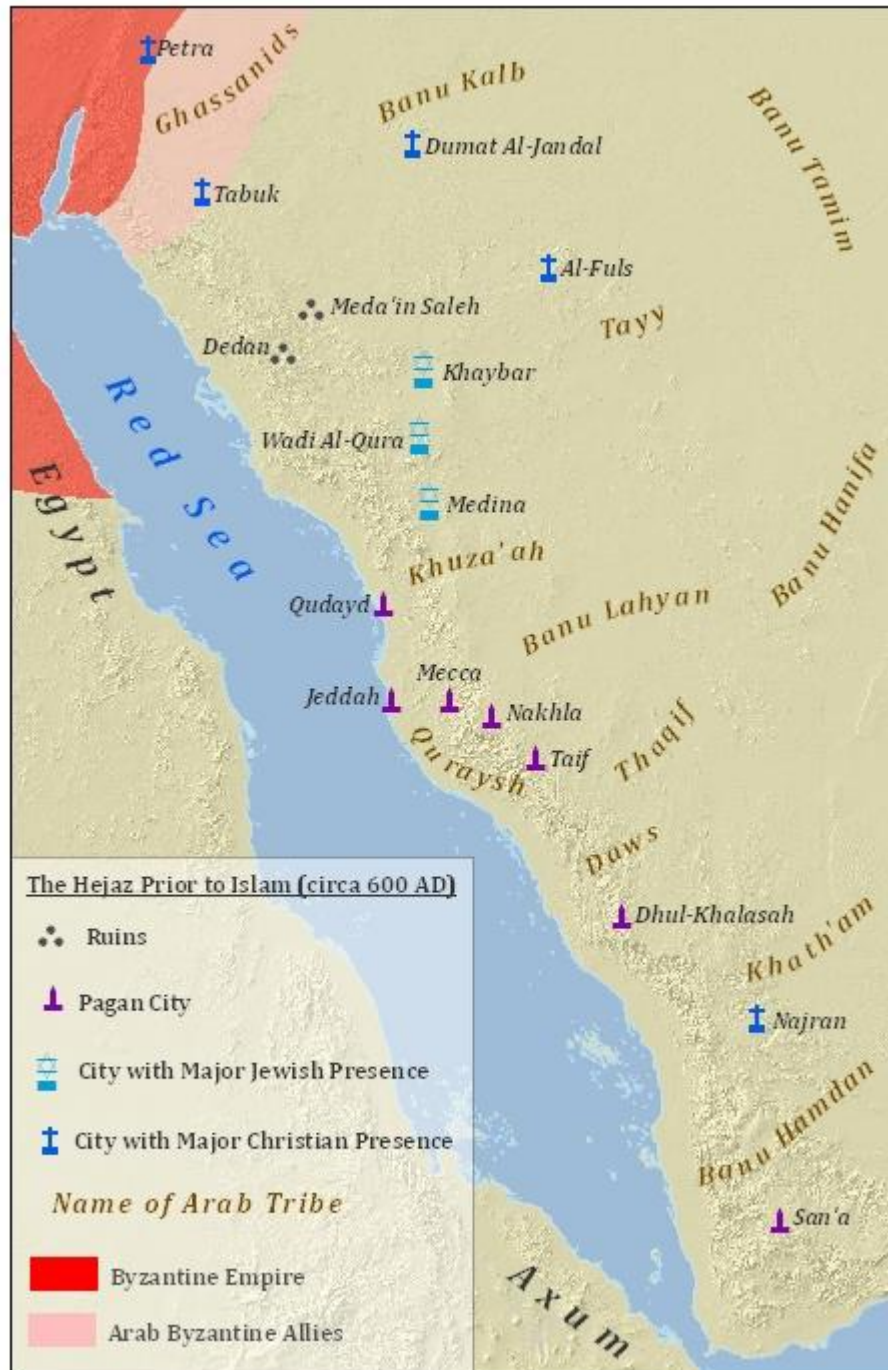 Petra
Ghassanids
Banu Kalb
Dumat Al-Jandal
Banu Tamim
Tabuk
Al-Fuls
Meda'in Saleh
Tayy
Dedan
Khaybar
Red Sea
Wadi Al-Qura
Egypt
Medina
Banu Hanifa
Khuza'ah
Qudayd
Banu Lahyan
Mecca
Jeddah
Nakhla
Quraysh
Taif
Thaqif
Daws
The Hejaz Prior to Islam (circa 600 AD)
Ruins
Pagan City
City with Major Jewish Presence
City with Major Christian Presence
Name of Arab Tribe
Byzantine Empire
Arab Byzantine Allies
Dhul-Khalasah
Khath'am
Najran
Banu Hamdan
San'a
Axum